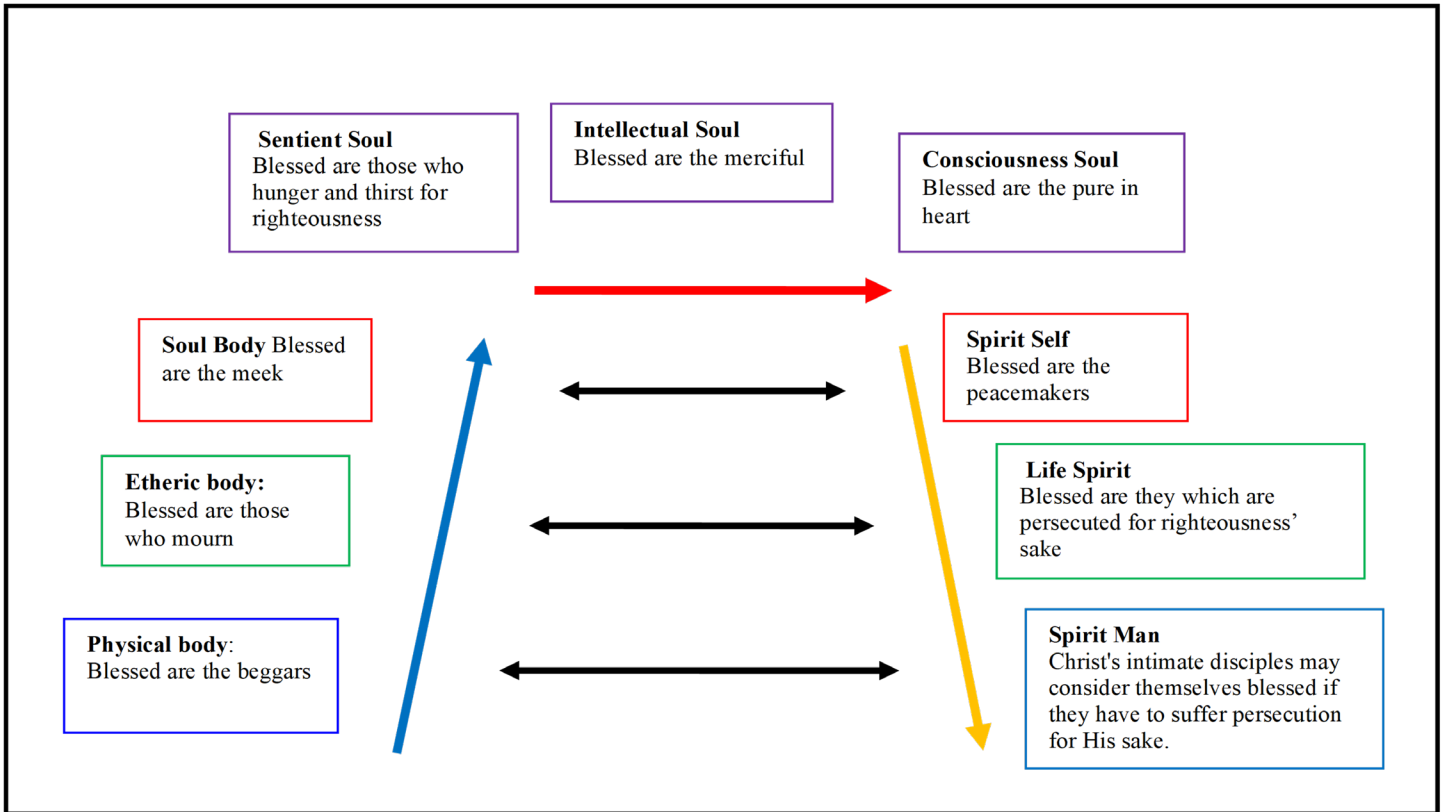 Sentient Soul
Blessed are those who
hunger and thirst for
righteousness
Intellectual Soul
Blessed are the merciful
Consciousness Soul
Blessed are the pure in
heart
Soul Body Blessed
are the meek
Spirit Self
Blessed are the
peacemakers
Etheric body:
Blessed are those
who mourn
Life Spirit
Blessed are they which are
persecuted for righteousness’
sake
Physical body:
Blessed are the beggars
Spirit Man
Christ's intimate disciples may
consider themselves blessed if
they have to suffer persecution
for His sake.